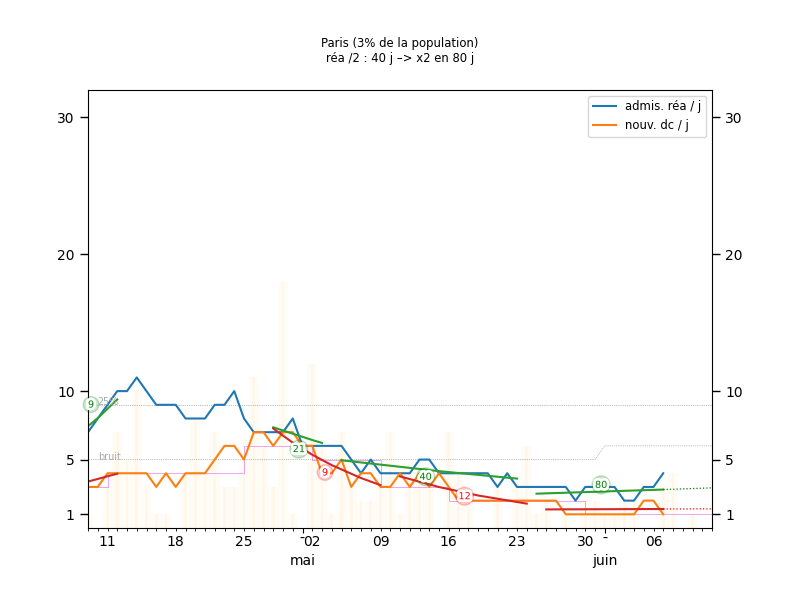 Paris (3% de la population)
réa /2 : 40 j –> x2 en 80 j
admis. réa / j
nouv. dc / j
30 30
20 20
10 10
5 5
1 1
9 25%
bruit
21
9
40
12
80
11 18 25 02 09 16 23 30 06
mai juin